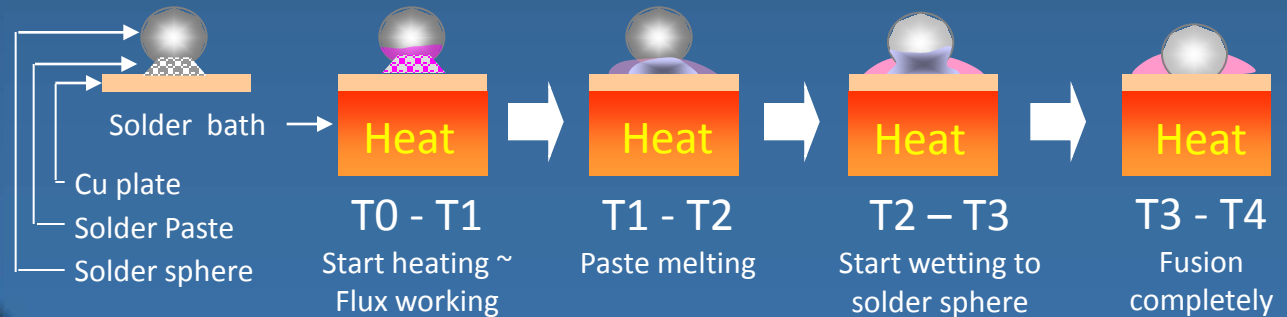 Solder bath
Cu plate
Solder Paste
Solder sphere
Heat
T0 - T1
Start heating ~
Flux working
Heat
T1 - T2
Paste melting
Heat
T2 – T3
Start wetting to
solder sphere
Heat
T3 - T4
Fusion
completely